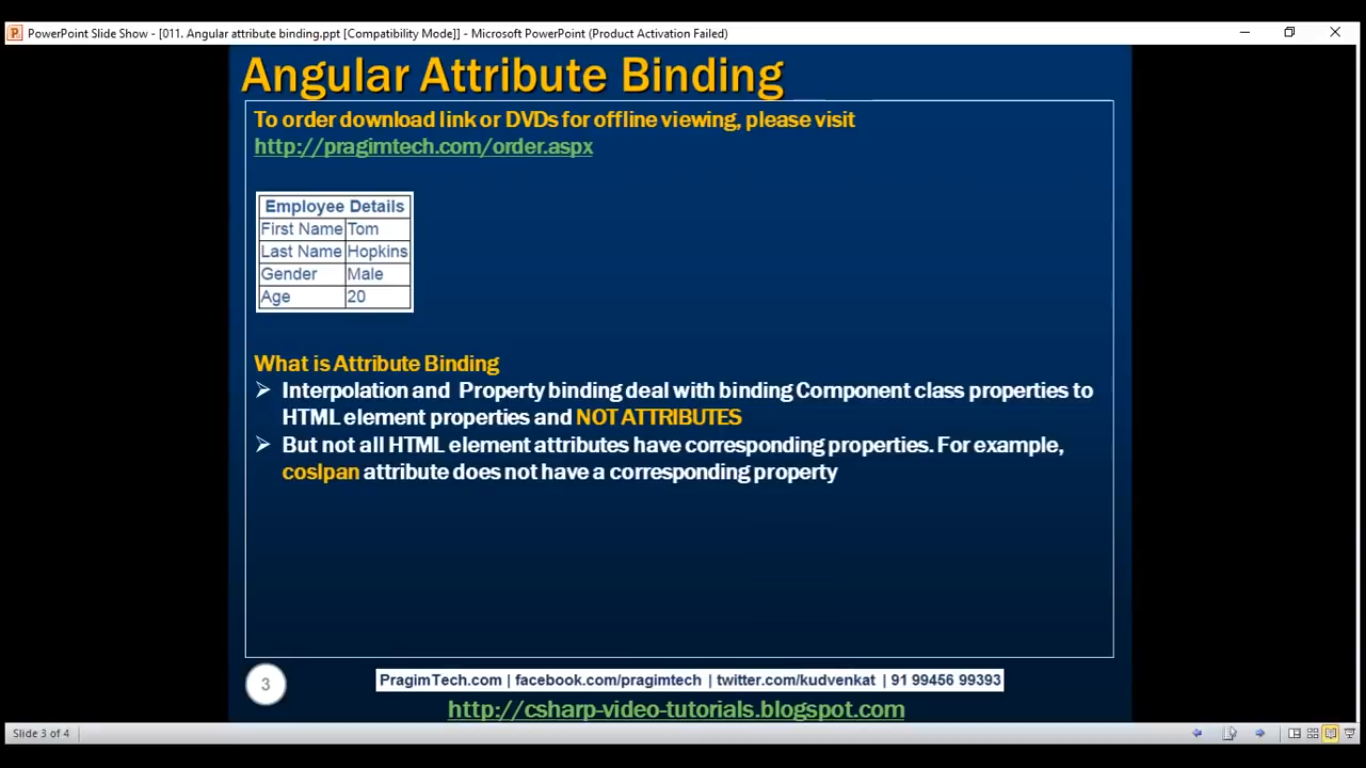 PowerPoint Slide Show - [011. Angular attribute binding.ppt [Compatibility Mode]] - Microsoft PowerPoint (Product Activation Failed)
Angular Attribute Binding
To order download link or DVDs for offline viewing, please visit
http://pragimtech.com/order.aspx
Employee Details
First Name Tom
Last Name Hopkins
Gender Male
Age 20
What is Attribute Binding
Interpolation and Property binding deal with binding Component class properties to
HTML element properties and NOT ATTRIBUTES
But not all HTML element attributes have corresponding properties. For example,
coslpan attribute does not have a corresponding property
3
PragimTech.com | facebook.com/pragimtech | twitter.com/kudvenkat | 91 99456 99393
http://csharp-video-tutorials.blogspot.com
Slide 3 of 4